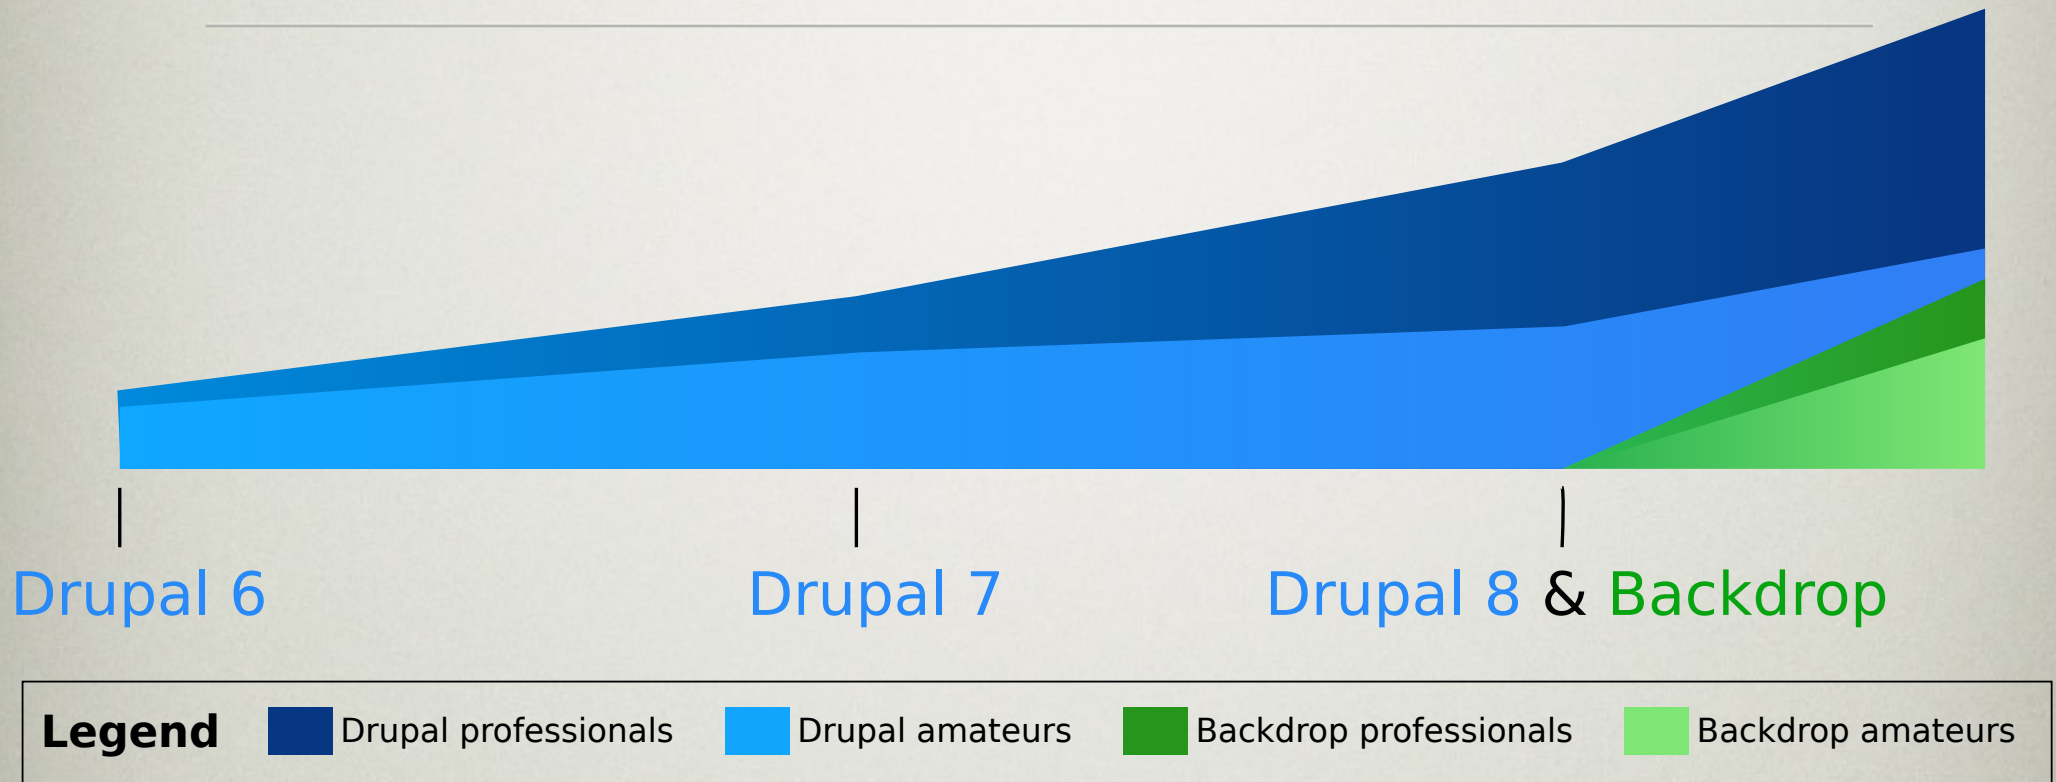 Drupal 6
Drupal 7
Drupal 8 & Backdrop
Legend
Drupal professionals
Drupal amateurs
Backdrop professionals
Backdrop amateurs